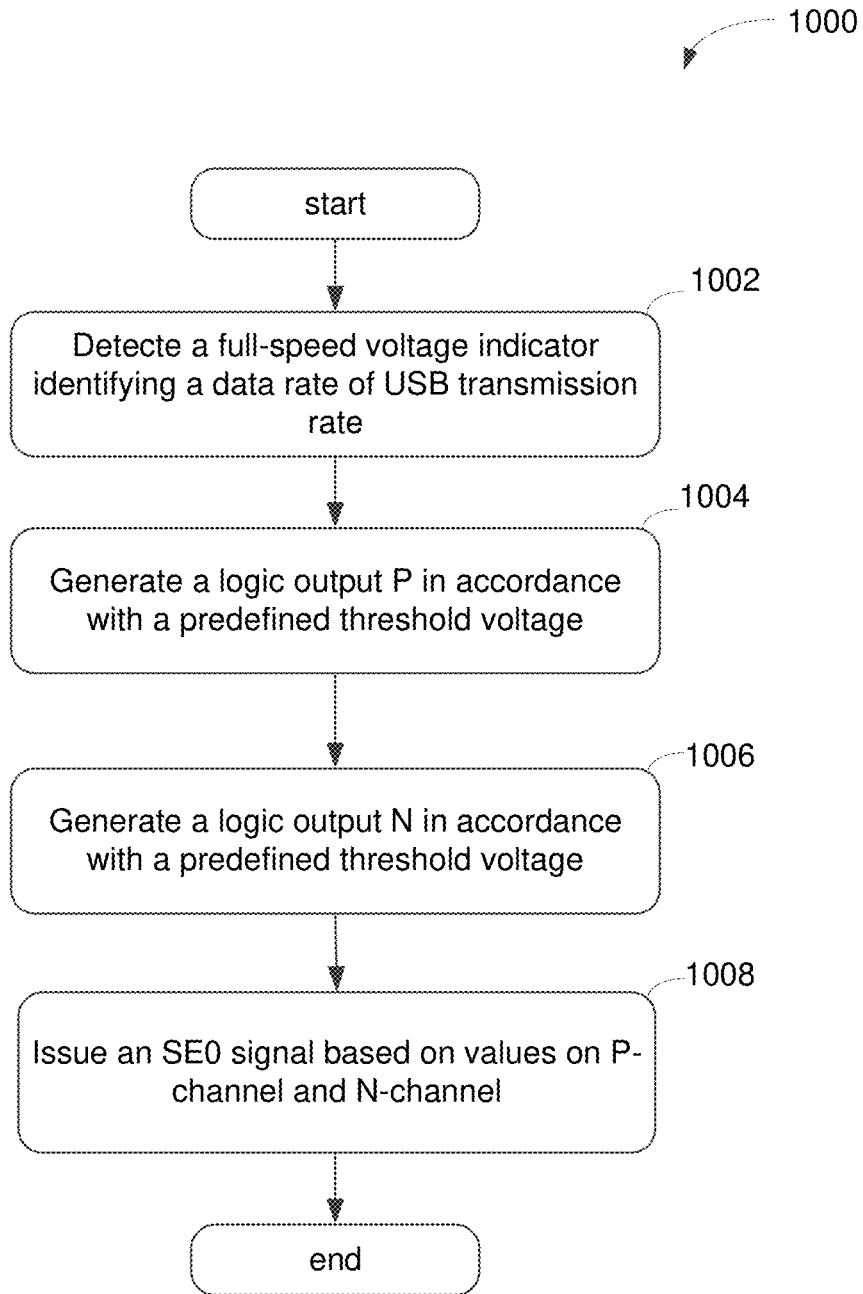 1000
start
1002
Detecte a full-speed voltage indicator
identifying a data rate of USB transmission
rate
1004
Generate a logic output P in accordance
with a predefined threshold voltage
1006
Generate a logic output N in accordance
with a predefined threshold voltage
1008
Issue an SE0 signal based on values on P-
channel and N-channel
end